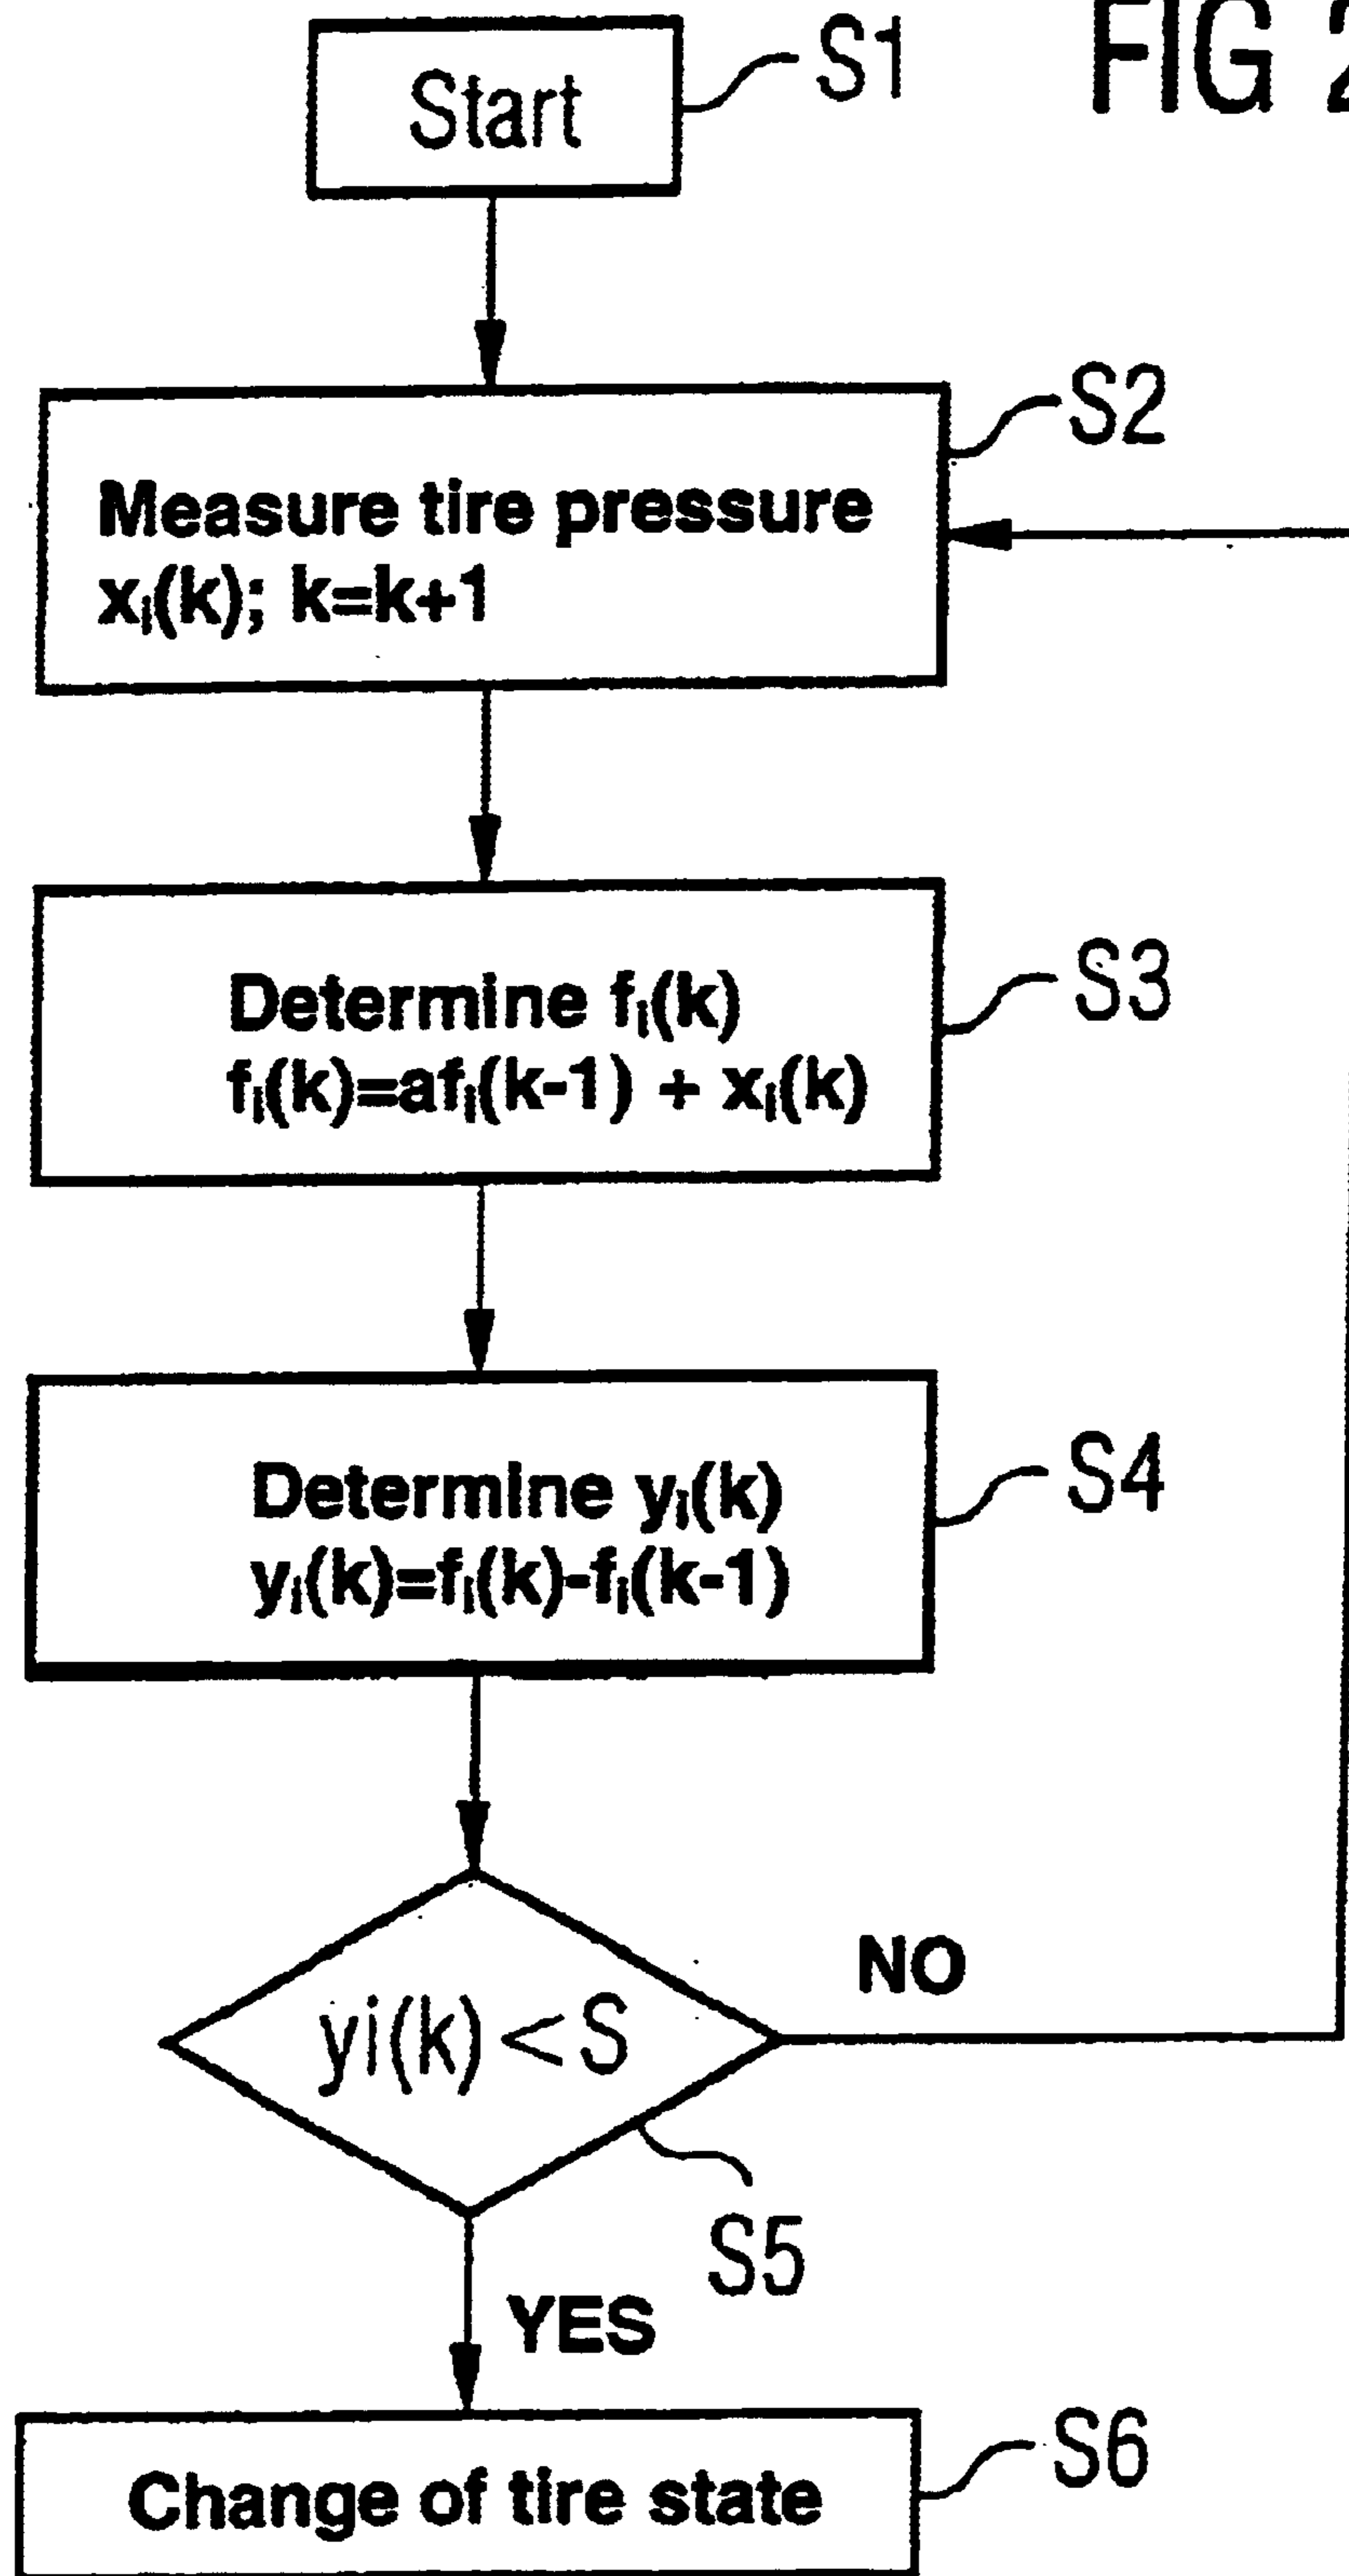 FIG 2
Start
S1
S2
Measure tire pressure
xᵢ(k); k=k+1
S3
Determine fᵢ(k)
fᵢ(k)=afᵢ(k-1) + xᵢ(k)
S4
Determine yᵢ(k)
yᵢ(k)=fᵢ(k)-fᵢ(k-1)
NO
yi(k)<S
S5
YES
S6
Change of tire state